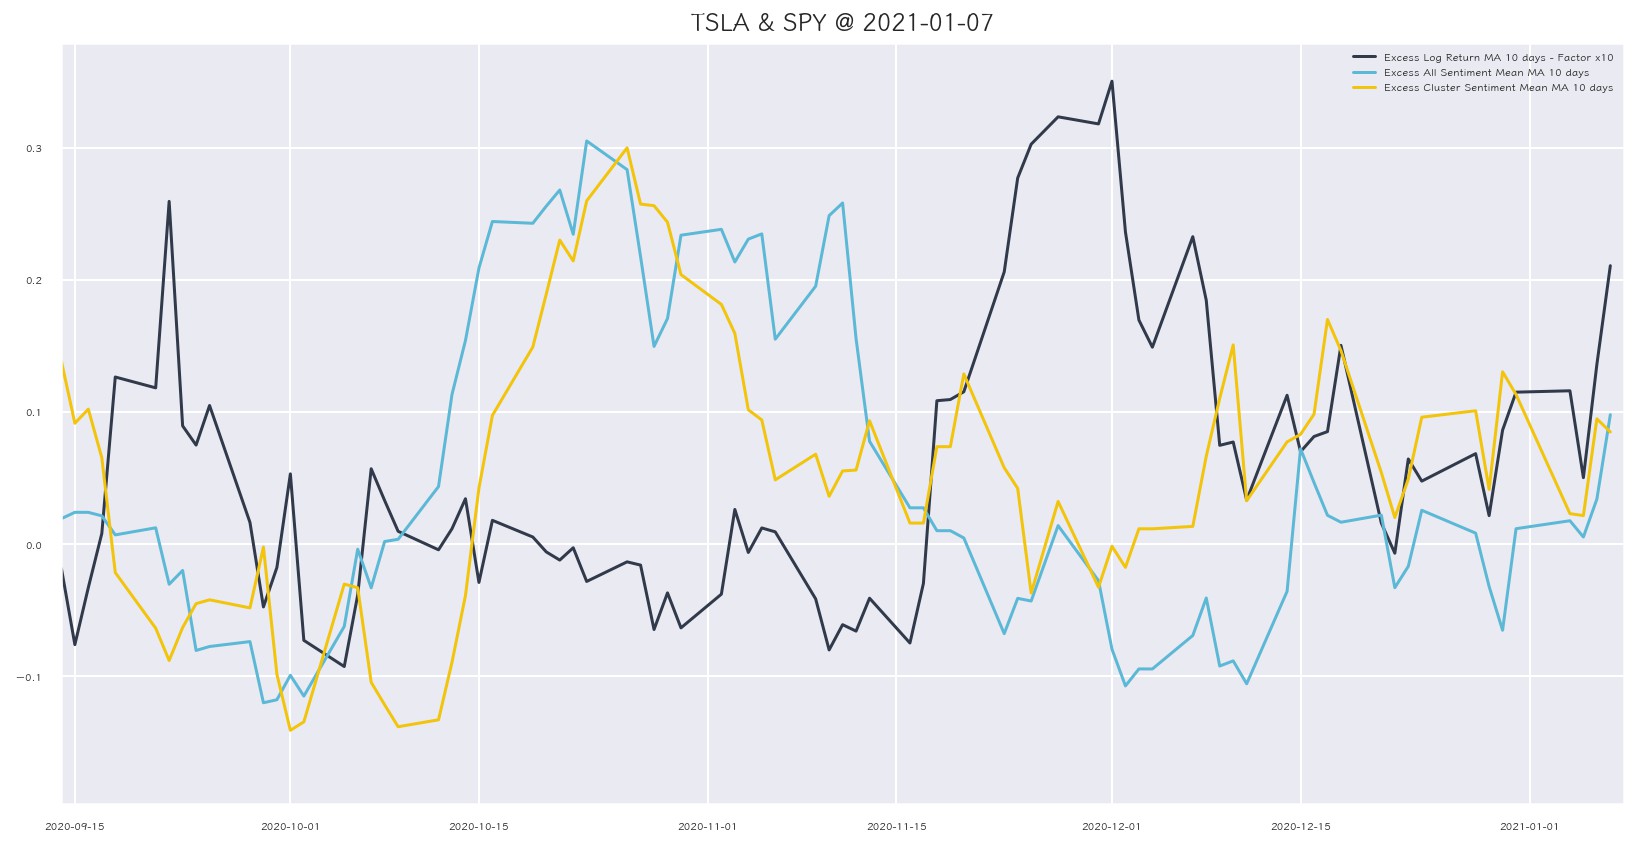 TSLA & SPY @ 2021-01-07
Excess Log Return MA 10 days - Factor x10
Excess All Sentiment Mean MA 10 days
Excess Cluster Sentiment Mean MA 10 days
0.3
0.2
0.1
0.0
−0.1
2020-09-15 2020-10-01 2020-10-15 2020-11-01 2020-11-15 2020-12-01 2020-12-15 2021-01-01